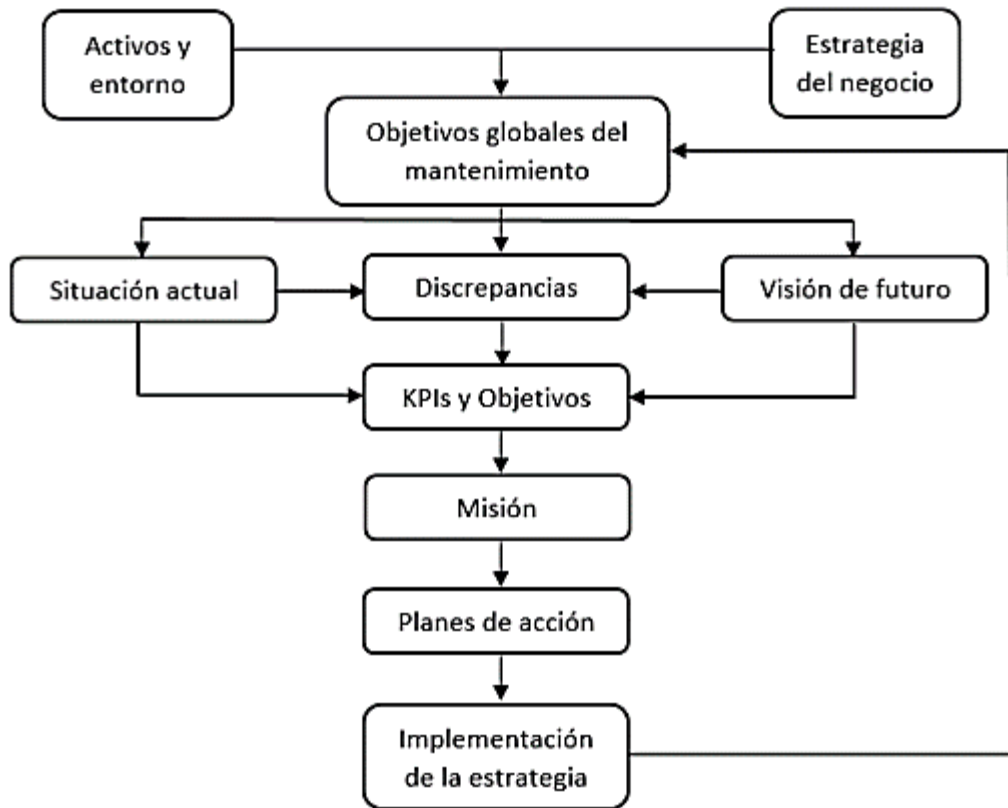 Activos y
entorno
Estrategia
del negocio
Objetivos globales del
mantenimiento
Situación actual
Discrepancias
Visión de futuro
KPIs y Objetivos
Misión
Planes de acción
Implementación
de la estrategia